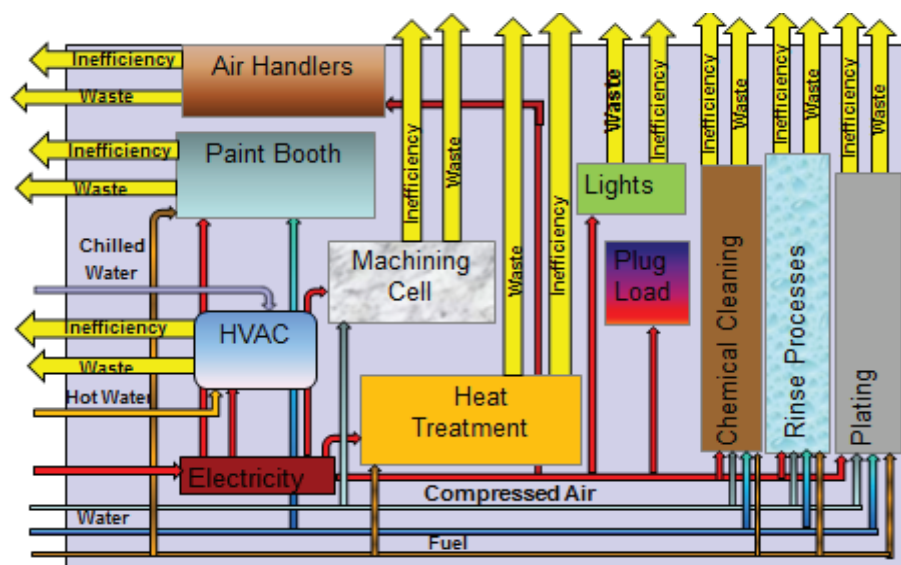 Inefficiency
Air Handlers
Waste
Inefficiency
Paint Booth
Waste
Chilled
Water
Inefficiency
HVAC
Waste
Hot Water
Electricity
Machining
Cell
Inefficiency
Waste
Heat
Treatment
Waste
Inefficiency
Lights
Waste
Inefficiency
Plug
Load
Chemical Cleaning
Inefficiency
Waste
Rinse Processes
Inefficiency
Waste
Plating
Inefficiency
Waste
Compressed Air
Water
Fuel